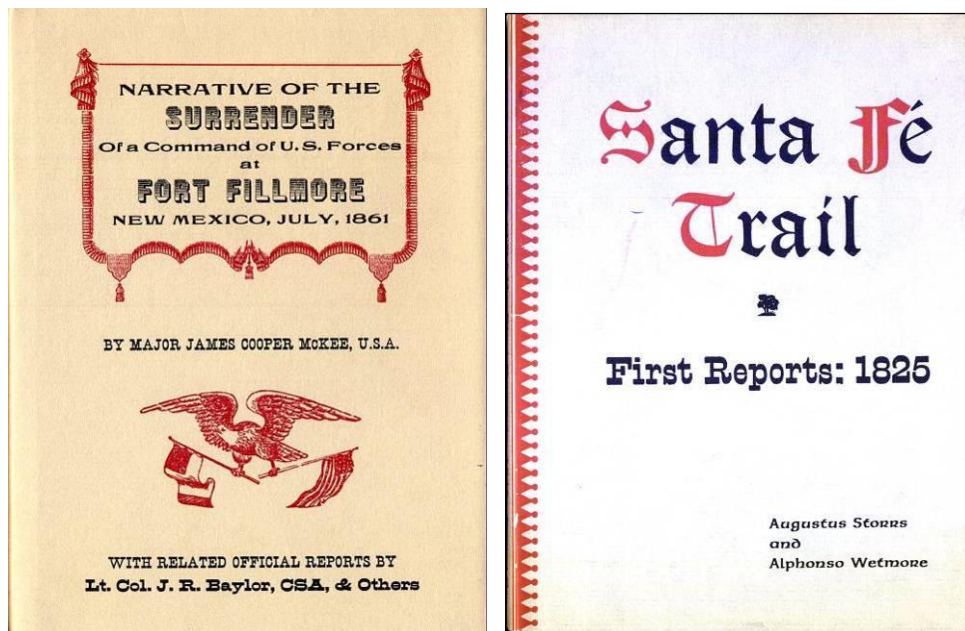 NARRATIVE OF THE
SURRENDER
Of a Command of U.S. Forces
at
FORT FILLMORE
NEW MEXICO, JULY, 1861
BY MAJOR JAMES COOPER McKEE, U.S.A.
WITH RELATED OFFICIAL REPORTS BY
Lt. Col. J. R. Baylor, CSA, & Others
Santa Fé
Trail
First Reports: 1825
Augustus Storrs
and
Alphonso Wetmore